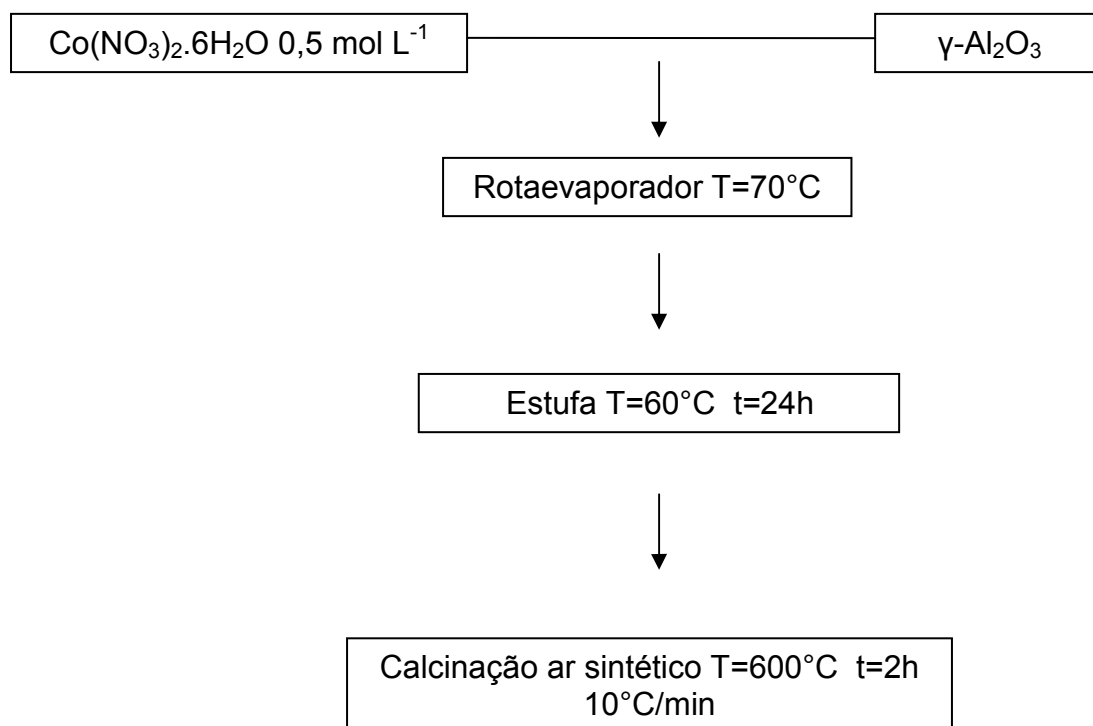 Co(NO₃)₂.6H₂O 0,5 mol L⁻¹
γ-Al₂O₃
Rotaevaporador T=70°C
Estufa T=60°C  t=24h
Calcinação ar sintético T=600°C  t=2h
10°C/min